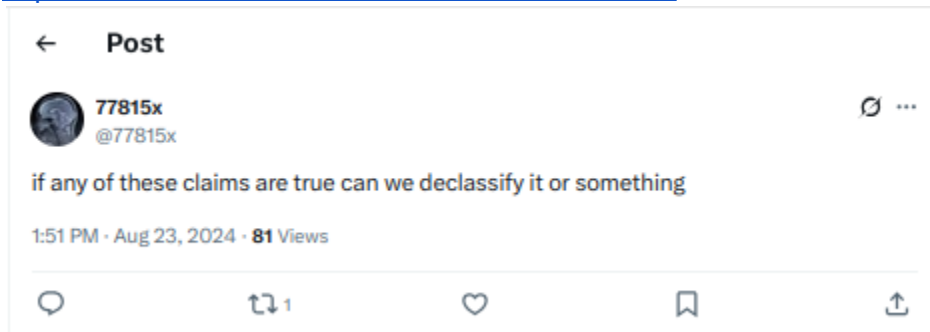 Post
77815x
@77815x
if any of these claims are true can we declassify it or something
1:51 PM · Aug 23, 2024 · 81 Views
1